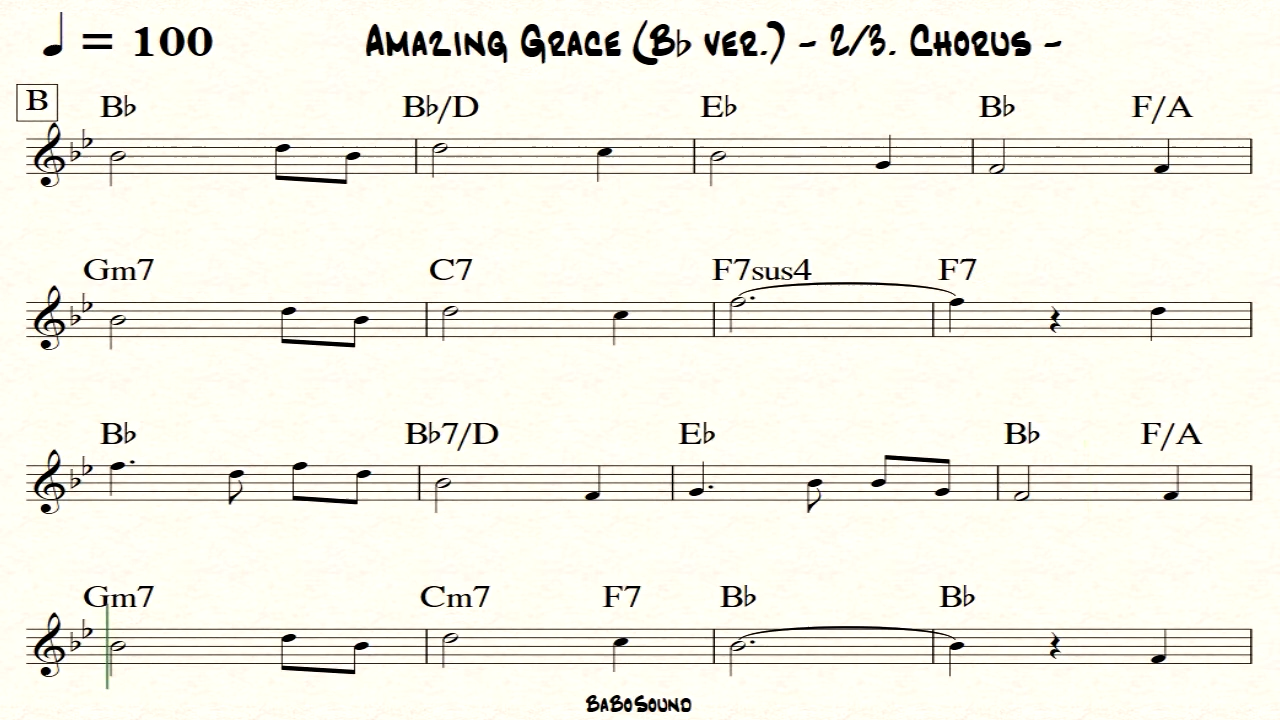 ♩ = 100 Amazing Grace (B♭ ver.) - 2/3. Chorus -
B B♭ B♭/D E♭ B♭ F/A
Gm7 C7 F7sus4 F7
B♭ B♭7/D E♭ B♭ F/A
Gm7 Cm7 F7 B♭ B♭
BaBoSound